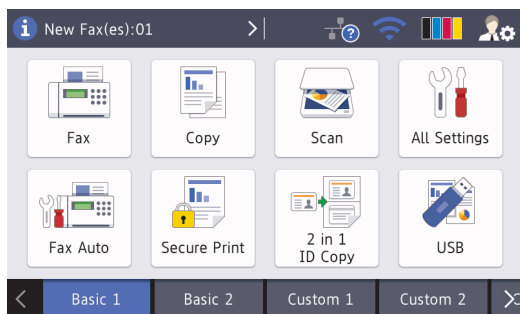 New Fax(es):01
Fax
Copy
Scan
All Settings
Fax Auto
Secure Print
2 in 1
ID Copy
USB
Basic 1
Basic 2
Custom 1
Custom 2